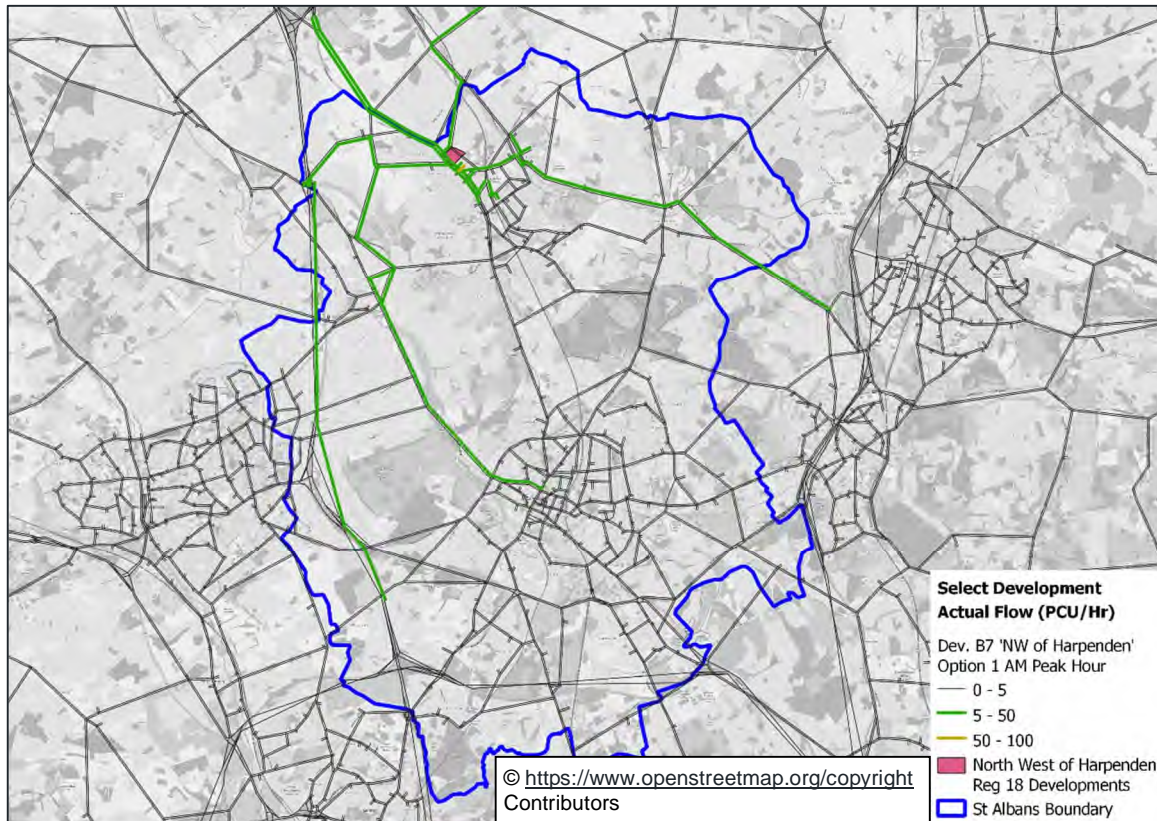 Select Development
Actual Flow (PCU/Hr)
Dev. B7 'NW of Harpenden'
Option 1 AM Peak Hour
0 - 5
5 - 50
50 - 100
North West of Harpenden
Reg 18 Developments
St Albans Boundary
© https://www.openstreetmap.org/copyright
Contributors